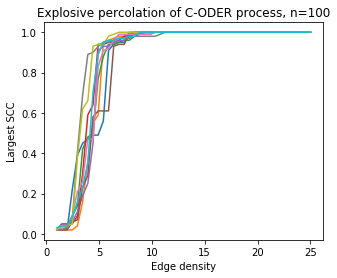 Explosive percolation of C-ODER process, n=100
1.0
0.8
0.6
0.4
0.2
0.0
Largest SCC
0 5 10 15 20 25
Edge density